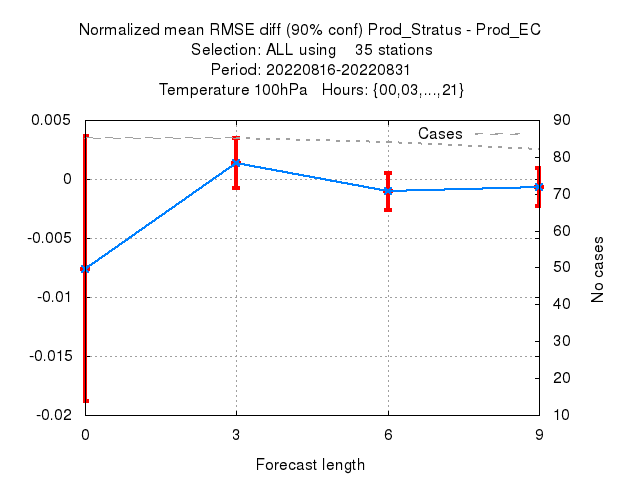 Normalized mean RMSE diff (90% conf) Prod_Stratus - Prod_EC
Selection: ALL using    35 stations
Period: 20220816-20220831
Temperature 100hPa   Hours: {00,03,...,21}
0.005
0
-0.005
-0.01
-0.015
-0.02
Cases
90
80
70
60
50
40
30
20
10
No cases
0 3 6 9
Forecast length